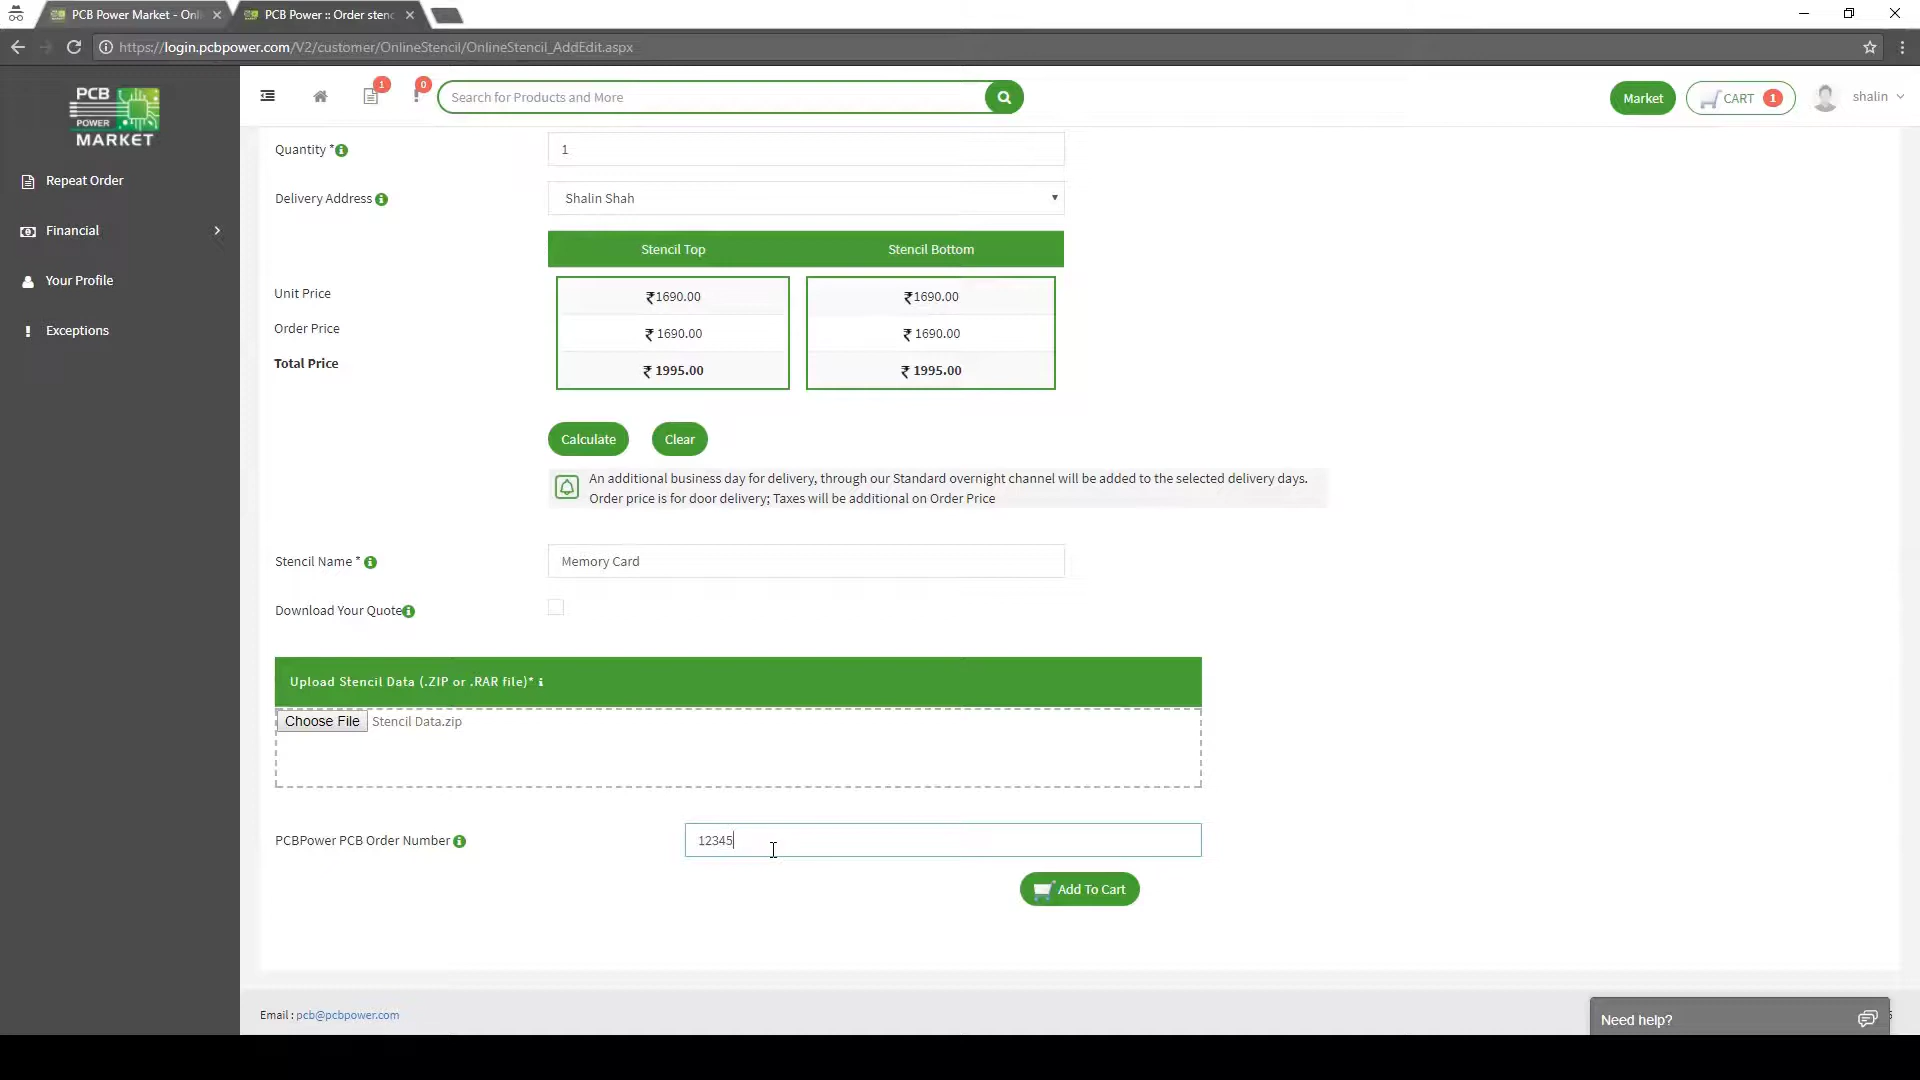 PCB Power Market - Onl
PCB Power :: Order sten
https://login.pcbpower.com/V2/customer/OnlineStencil/OnlineStencil_AddEdit.aspx
PCB
POWER
MARKET
1
0
Search for Products and More
Market
CART 1
shalin
Repeat Order
Financial
Your Profile
Exceptions
Quantity *
1
Delivery Address
Shalin Shah
Stencil Top Stencil Bottom
Unit Price ₹1690.00 ₹1690.00
Order Price ₹ 1690.00 ₹ 1690.00
Total Price ₹ 1995.00 ₹ 1995.00
Calculate Clear
An additional business day for delivery, through our Standard overnight channel will be added to the selected delivery days.
Order price is for door delivery; Taxes will be additional on Order Price
Stencil Name *
Memory Card
Download Your Quote
Upload Stencil Data (.ZIP or .RAR file)*
Choose File Stencil Data.zip
PCBPower PCB Order Number
12345
Add To Cart
Email : pcb@pcbpower.com
Need help?